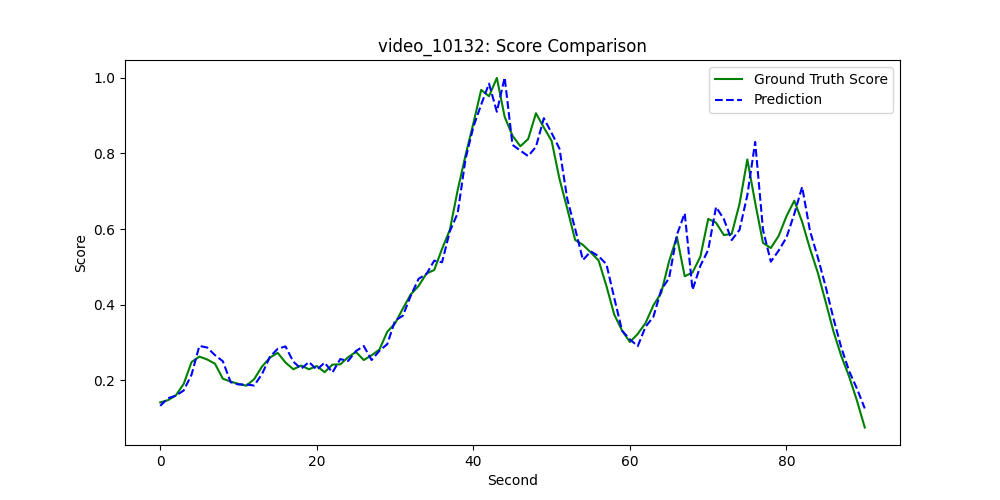 video_10132: Score Comparison
Ground Truth Score
Prediction
Score
1.0
0.8
0.6
0.4
0.2
0 20 40 60 80
Second